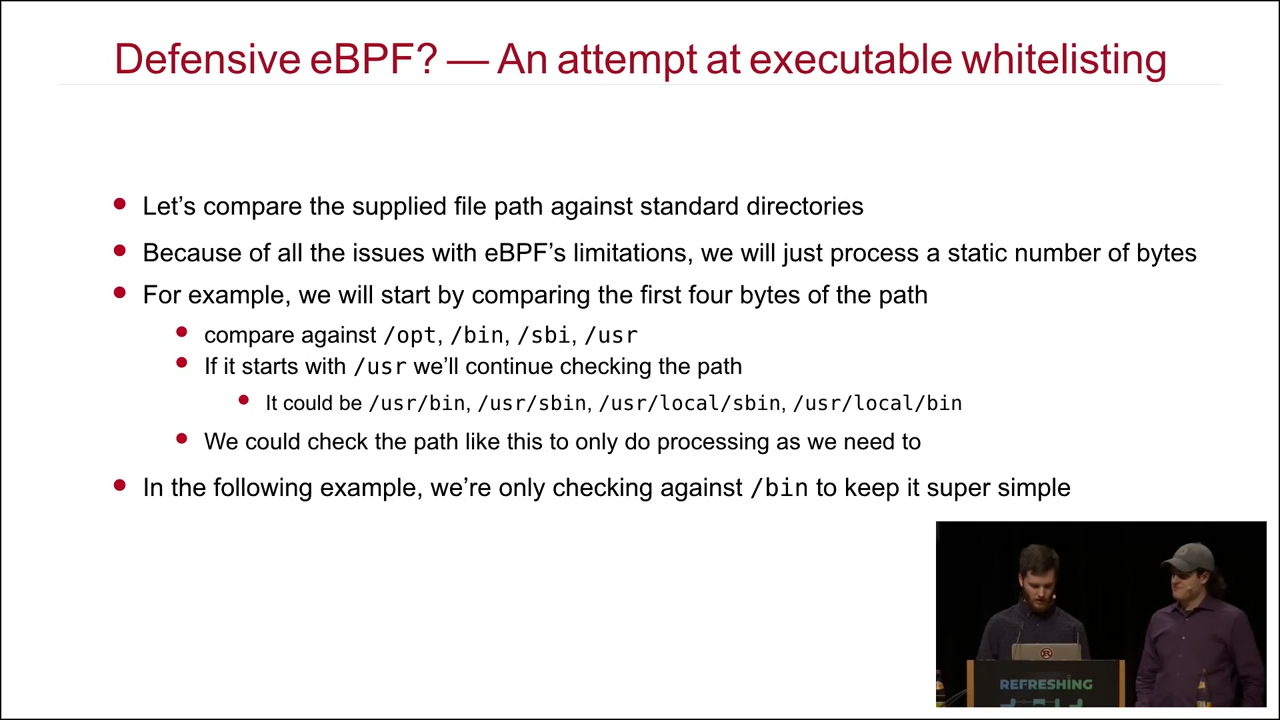 Defensive eBPF? — An attempt at executable whitelisting
Let’s compare the supplied file path against standard directories
Because of all the issues with eBPF’s limitations, we will just process a static number of bytes
For example, we will start by comparing the first four bytes of the path
compare against /opt, /bin, /sbi, /usr
If it starts with /usr we’ll continue checking the path
It could be /usr/bin, /usr/sbin, /usr/local/sbin, /usr/local/bin
We could check the path like this to only do processing as we need to
In the following example, we’re only checking against /bin to keep it super simple
REFRESHING